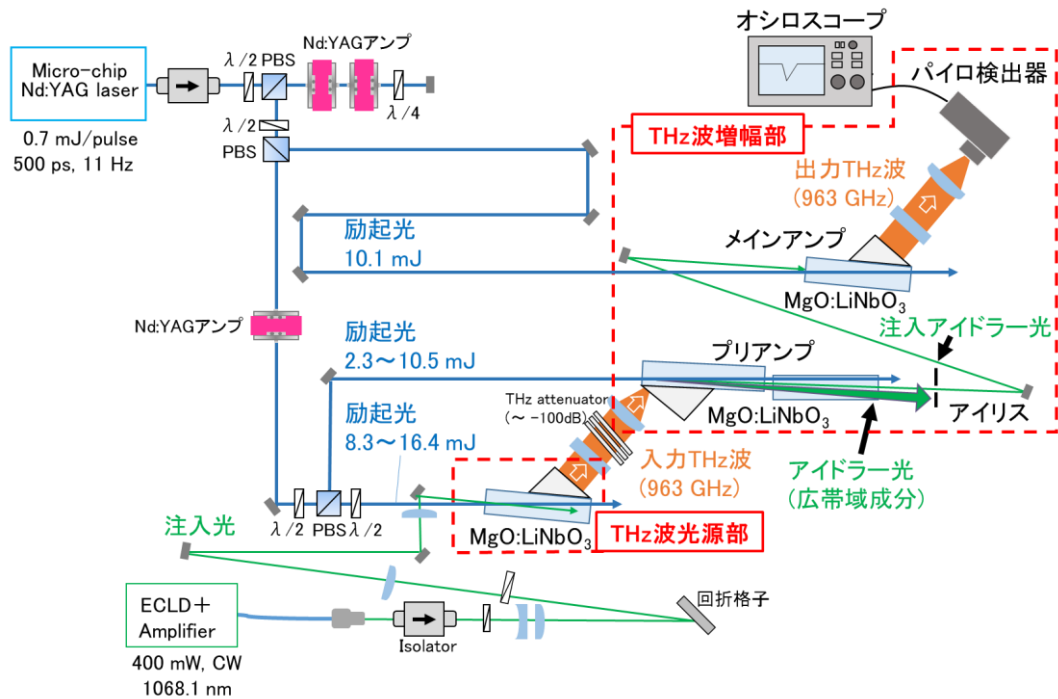 オシロスコープ
Nd:YAGアンプ
λ/2 PBS
Micro-chip
Nd:YAG laser
λ/4
パイロ検出器
0.7 mJ/pulse
500 ps, 11 Hz
λ/2
PBS
THz波増幅部
出力THz波
(963 GHz)
励起光
10.1 mJ
メインアンプ
MgO:LiNbO3
Nd:YAGアンプ
注入アイドラー光
励起光
2.3～10.5 mJ
プリアンプ
THz attenuator
(～ -100dB)
MgO:LiNbO3
アイリス
励起光
8.3～16.4 mJ
入力THz波
(963 GHz)
アイドラー光
(広帯域成分)
λ/2
PBS
λ/2
MgO:LiNbO3
THz波光源部
注入光
回折格子
ECLD＋
Amplifier
Isolator
400 mW, CW
1068.1 nm